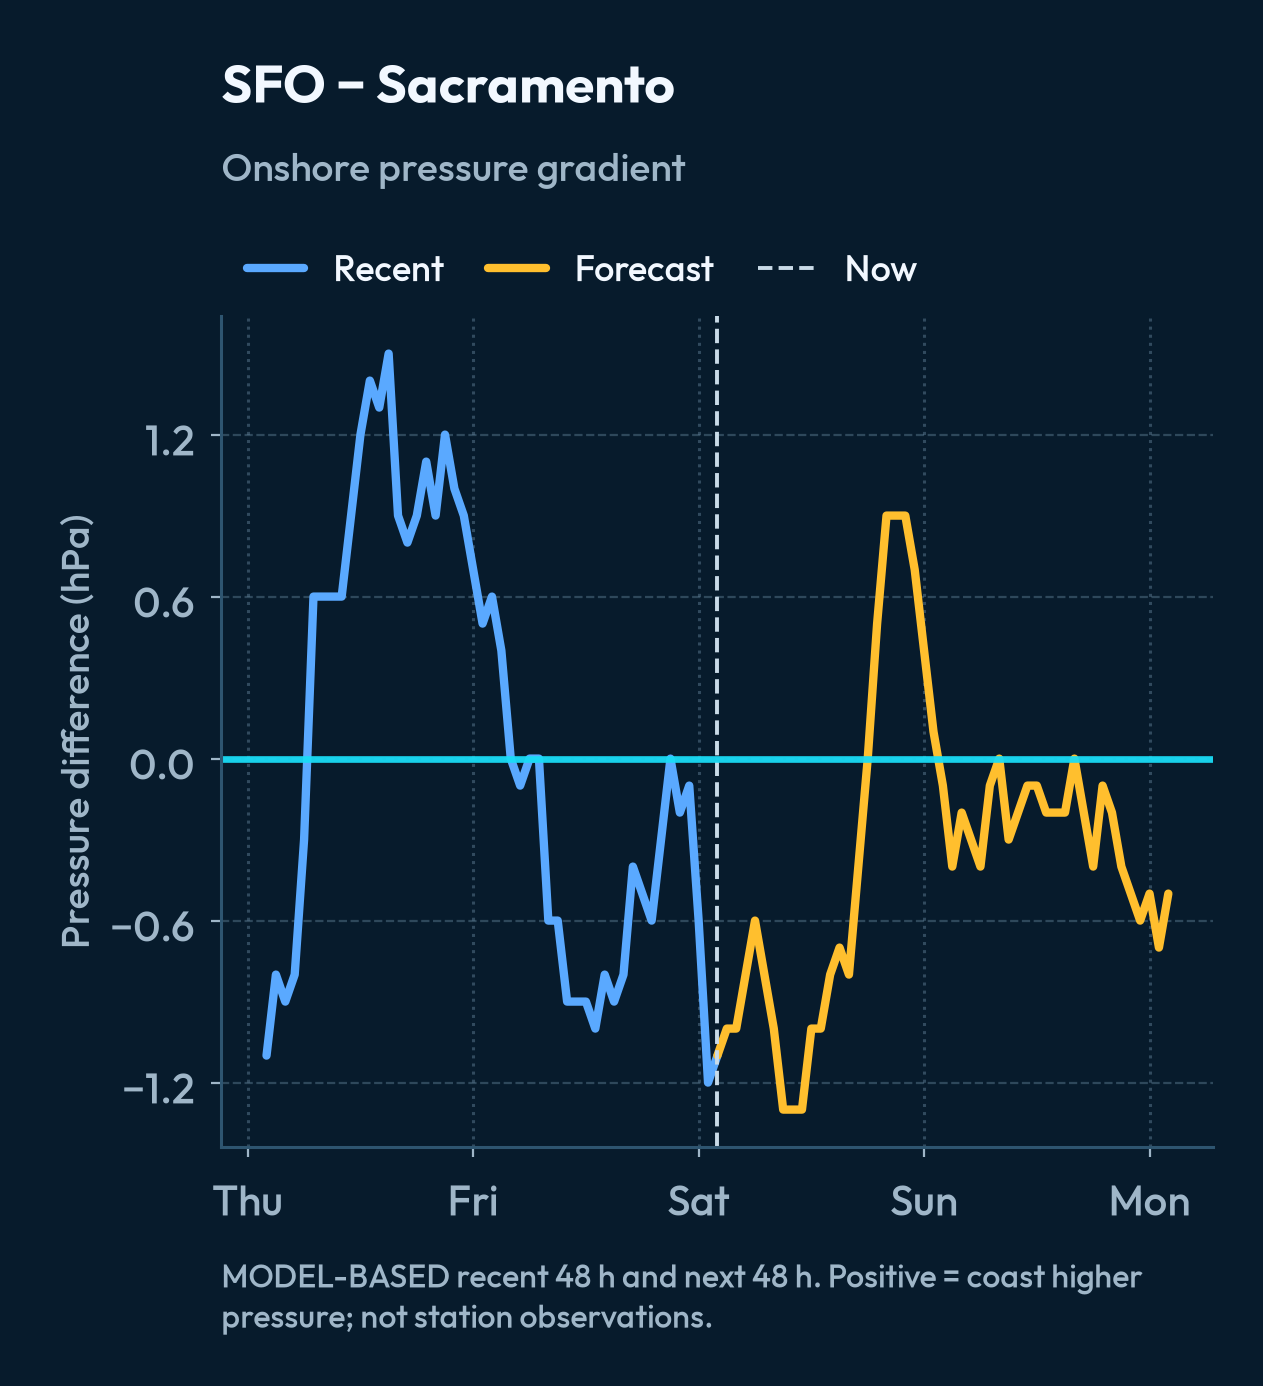 SFO – Sacramento
Onshore pressure gradient
Recent
Forecast
Now
Pressure difference (hPa)
1.2
0.6
0.0
−0.6
−1.2
Thu
Fri
Sat
Sun
Mon
MODEL-BASED recent 48 h and next 48 h. Positive = coast higher
pressure; not station observations.